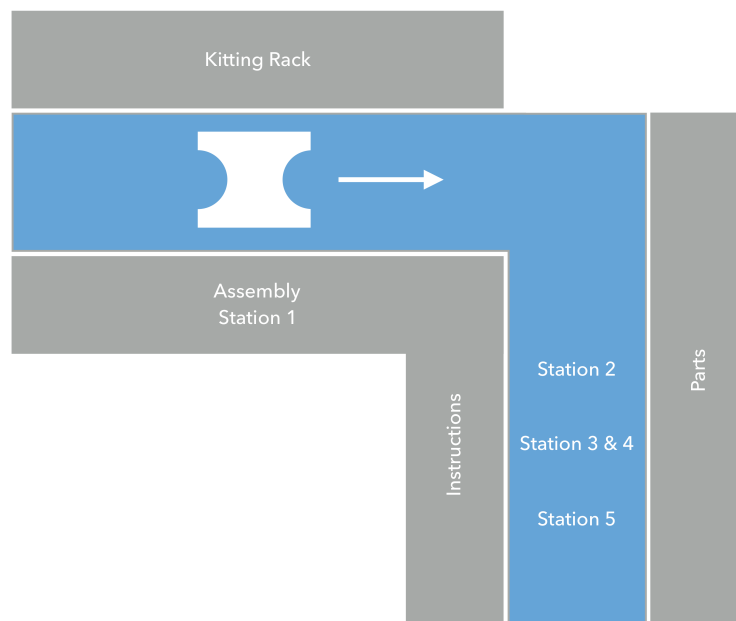 Kitting Rack
Assembly
Station 1
Station 2
Parts
Instructions
Station 3 & 4
Station 5